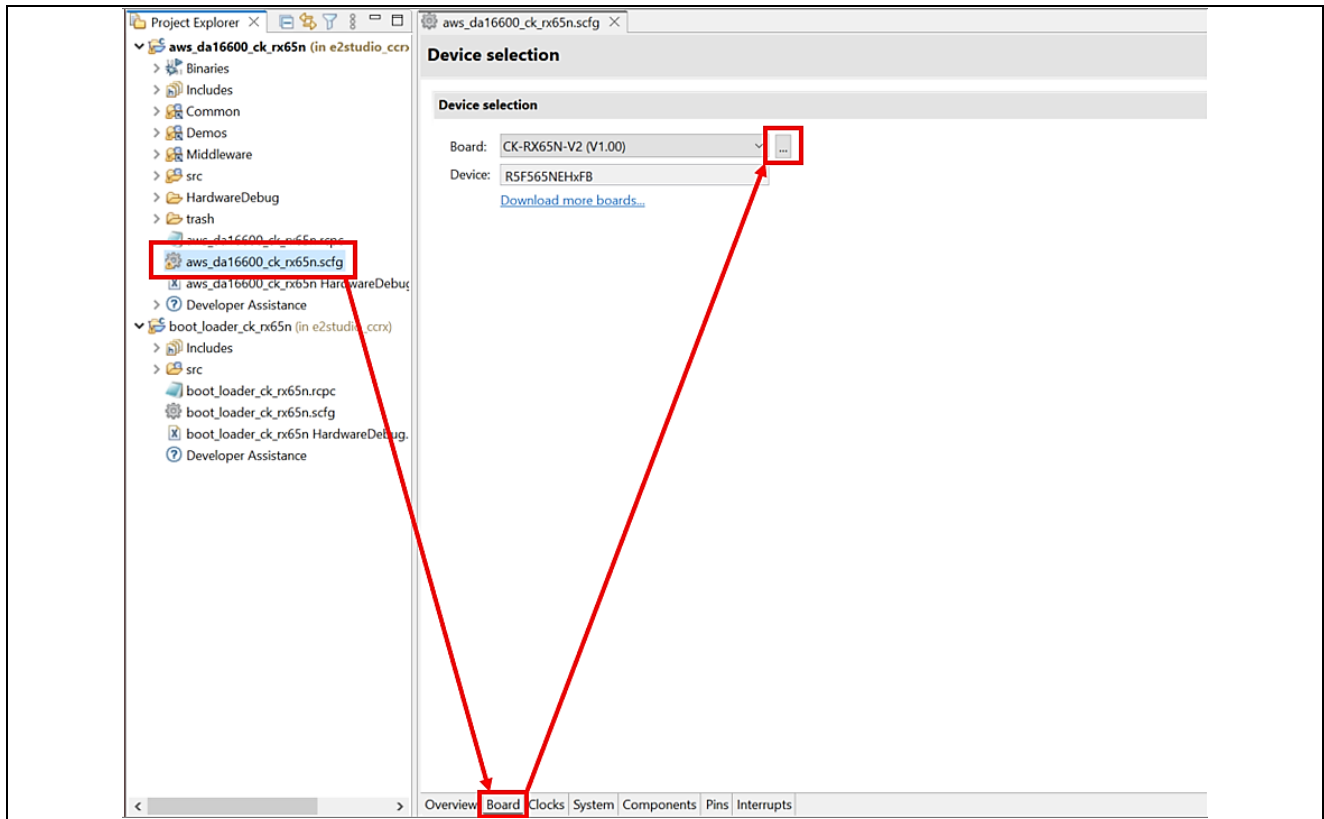 Project Explorer
aws_da16600_ck_rx65n (in e2studio_ccrx
Binaries
Includes
Common
Demos
Middleware
src
HardwareDebug
trash
aws_da16600_ck_rx65n.rcpc
aws_da16600_ck_rx65n.scfg
aws_da16600_ck_rx65n HardwareDebug
Developer Assistance
boot_loader_ck_rx65n (in e2studio_ccrx)
Includes
src
boot_loader_ck_rx65n.rcpc
boot_loader_ck_rx65n.scfg
boot_loader_ck_rx65n HardwareDebug.
Developer Assistance
aws_da16600_ck_rx65n.scfg
Device selection
Device selection
Board: CK-RX65N-V2 (V1.00) ...
Device: R5F565NEHxFB
Download more boards...
Overview Board Clocks System Components Pins Interrupts